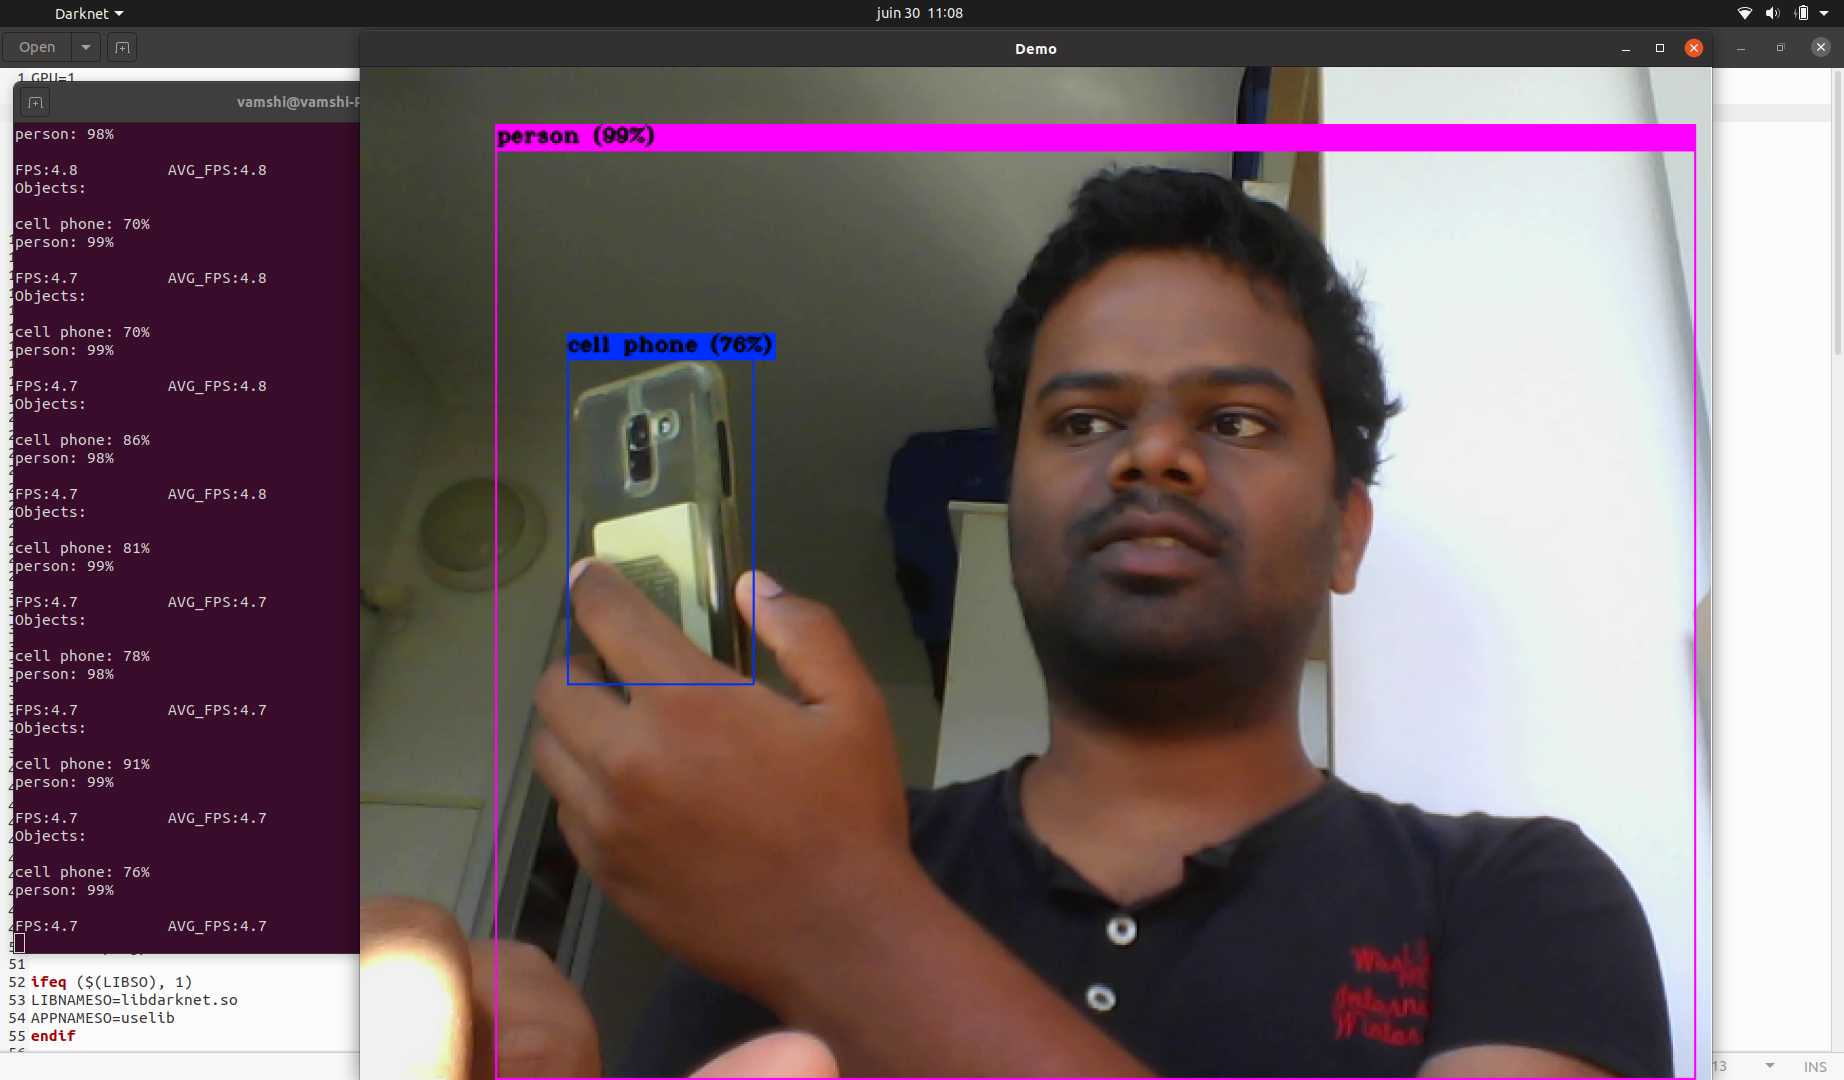 Darknet
juin 30 11:08
Open
Demo
1 GPU=1
vamshi@vamshi-P
person: 98%
FPS:4.8 AVG_FPS:4.8
Objects:
cell phone: 70%
person: 99%
FPS:4.7 AVG_FPS:4.8
Objects:
cell phone: 70%
person: 99%
FPS:4.7 AVG_FPS:4.8
Objects:
cell phone: 86%
person: 98%
FPS:4.7 AVG_FPS:4.8
Objects:
cell phone: 81%
person: 99%
FPS:4.7 AVG_FPS:4.7
Objects:
cell phone: 78%
person: 98%
FPS:4.7 AVG_FPS:4.7
Objects:
cell phone: 91%
person: 99%
FPS:4.7 AVG_FPS:4.7
Objects:
cell phone: 76%
person: 99%
FPS:4.7 AVG_FPS:4.7
51
52 ifeq ($(LIBSO), 1)
53 LIBNAMESO=libdarknet.so
54 APPNAMESO=uselib
55 endif
person (99%)
cell phone (76%)
Winter
13
INS